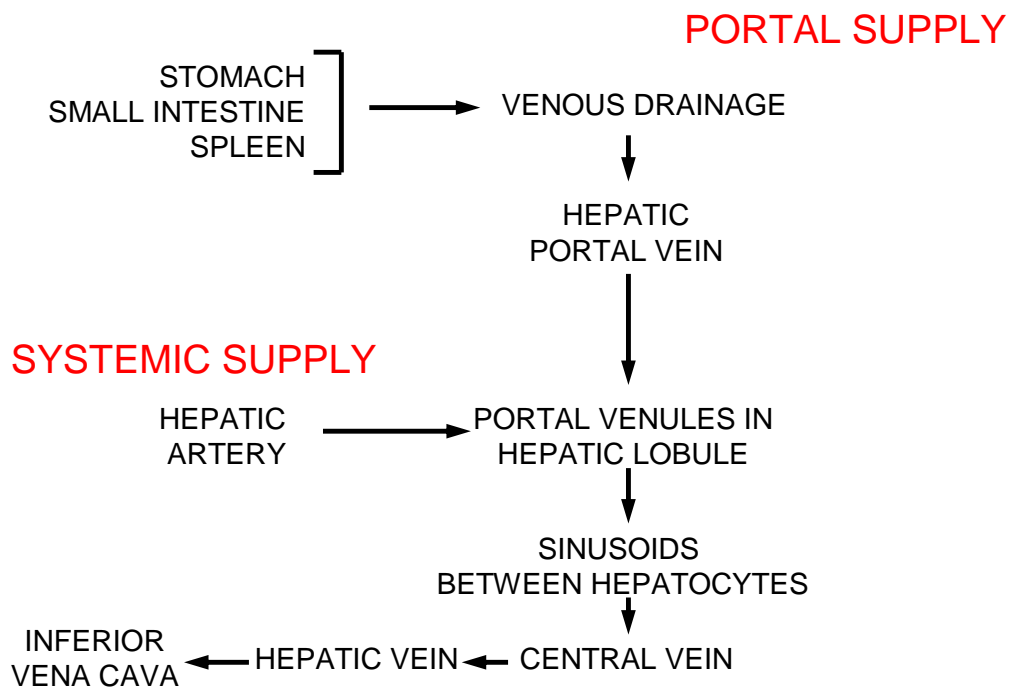 PORTAL SUPPLY
STOMACH
SMALL INTESTINE
SPLEEN
VENOUS DRAINAGE
HEPATIC
PORTAL VEIN
SYSTEMIC SUPPLY
HEPATIC
ARTERY
PORTAL VENULES IN
HEPATIC LOBULE
SINUSOIDS
BETWEEN HEPATOCYTES
CENTRAL VEIN
HEPATIC VEIN
INFERIOR
VENA CAVA